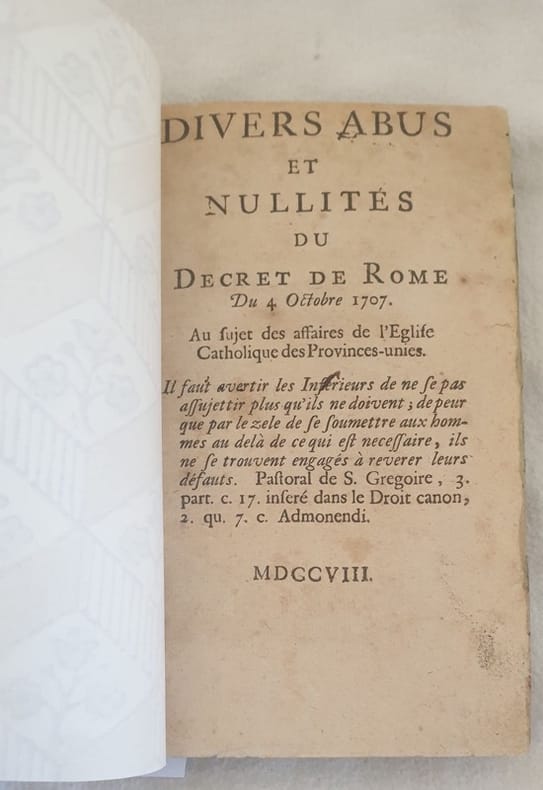 DIVERS ABUS
ET
NULLITÉS
DU
DECRET DE ROME
Du 4 Octobre 1707.
Au ſujet des affaires de l'Egliſe
Catholique des Provinces-unies.
Il faut avertir les Inferieurs de ne ſe pas
aſſujettir plus qu'ils ne doivent ; de peur
que par le zele de ſe ſoumettre aux hom-
mes au delà de ce qui eſt neceſſaire, ils
ne ſe trouvent engagés à reverer leurs
défauts. Paſtoral de S. Gregoire, 3.
part. c. 17. inſeré dans le Droit canon,
2. qu. 7. c. Admonendi.
MDCCVIII.